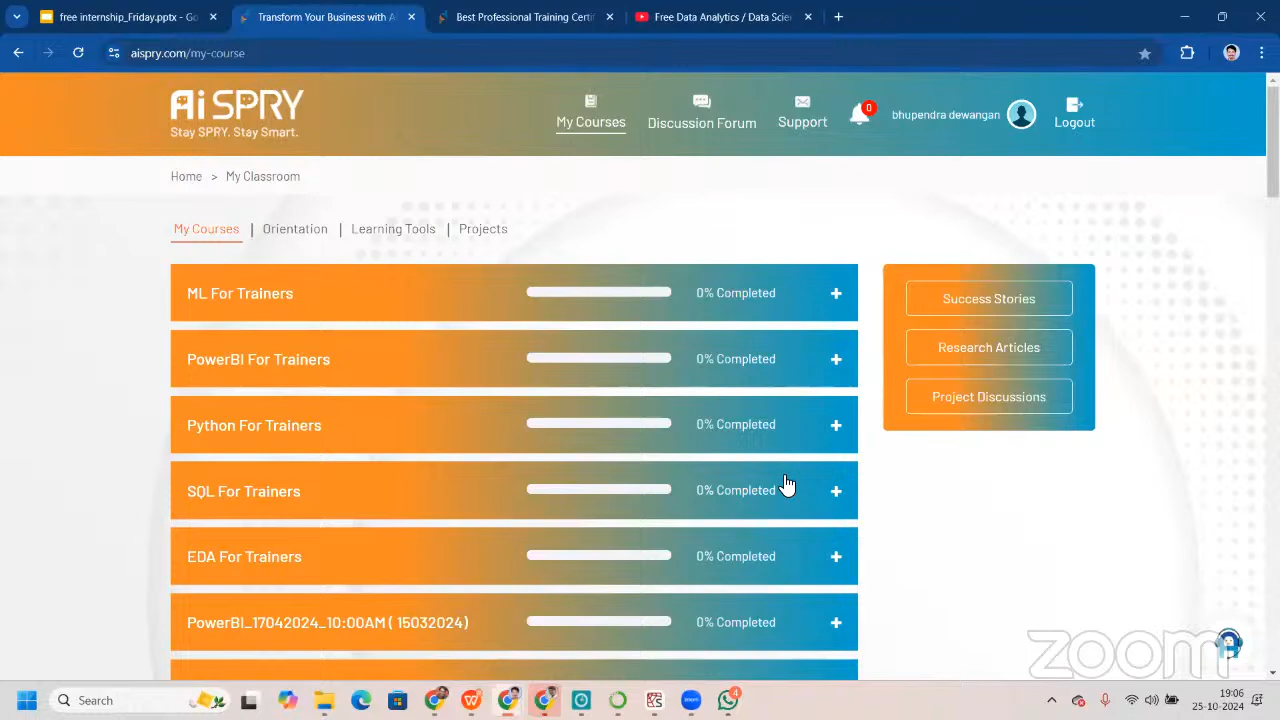 free internship_Friday.pptx - Go
Transform Your Business with A
Best Professional Training Certif
Free Data Analytics / Data Scien
aispry.com/my-course
Ai SPRY
Stay SPRY. Stay Smart.
My Courses
Discussion Forum
Support
0
bhupendra dewangan
Logout
Home > My Classroom
My Courses | Orientation | Learning Tools | Projects
ML For Trainers 0% Completed +
PowerBI For Trainers 0% Completed +
Python For Trainers 0% Completed +
SQL For Trainers 0% Completed +
EDA For Trainers 0% Completed +
PowerBI_17042024_10:00AM ( 15032024) 0% Completed +
Success Stories
Research Articles
Project Discussions
zoom
Search
4
19:06
25-10-2024